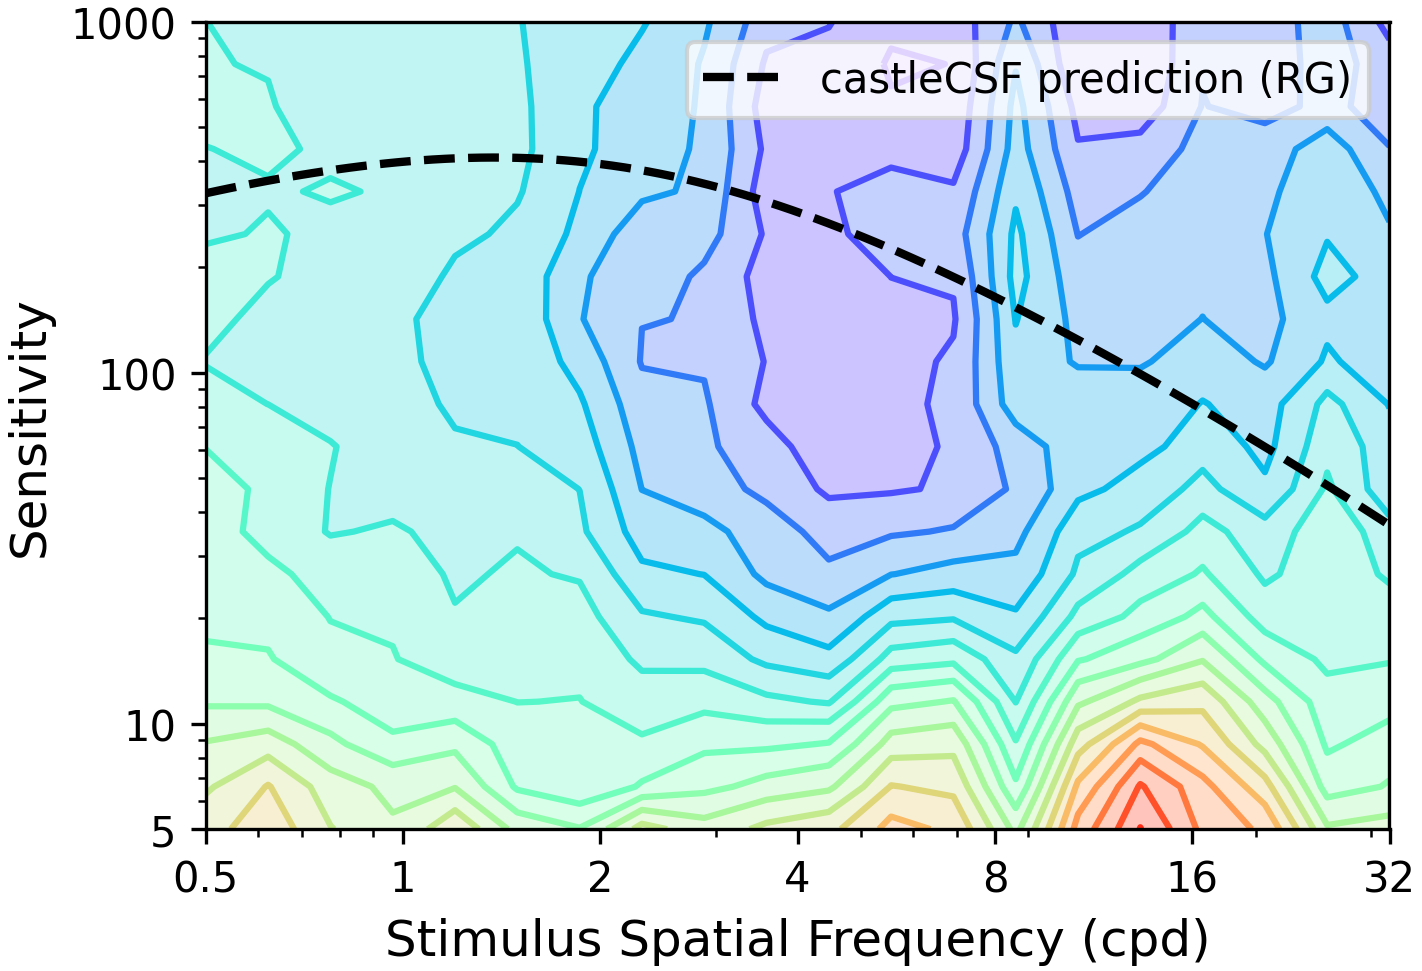 1000
castleCSF prediction (RG)
Sensitivity
100
10
5
0.5 1 2 4 8 16 32
Stimulus Spatial Frequency (cpd)